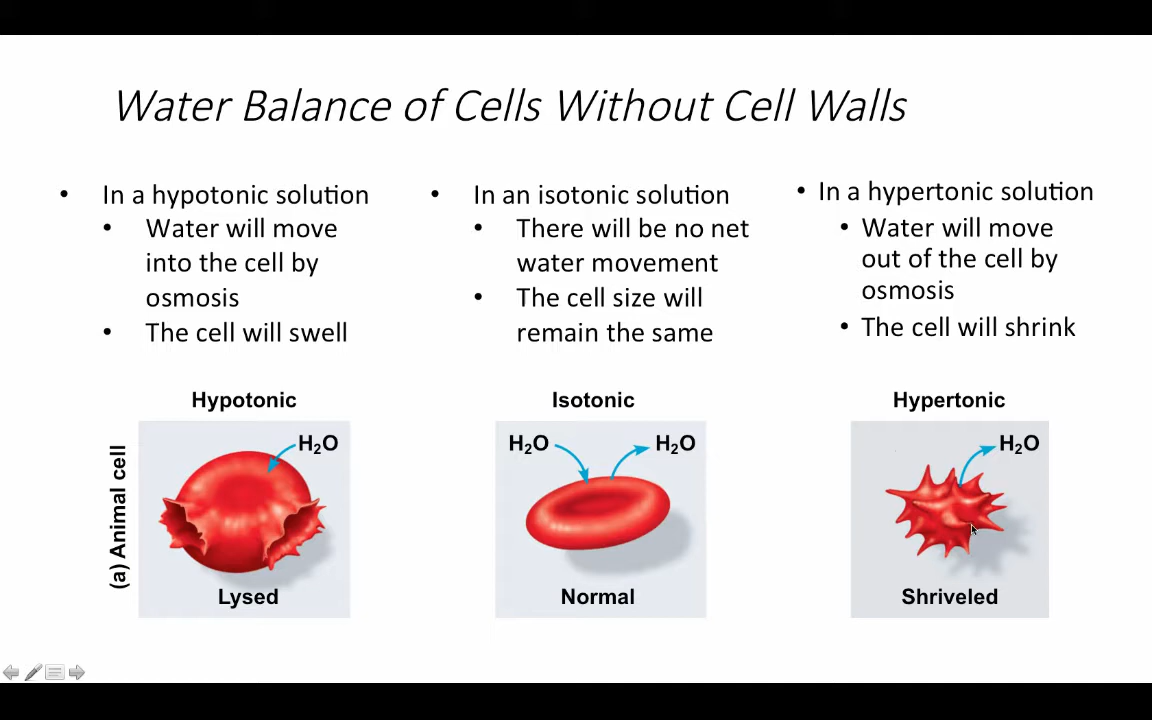 Water Balance of Cells Without Cell Walls
• In a hypotonic solution
• Water will move
into the cell by
osmosis
• The cell will swell
• In an isotonic solution
• There will be no net
water movement
• The cell size will
remain the same
• In a hypertonic solution
• Water will move
out of the cell by
osmosis
• The cell will shrink
(a) Animal cell
Hypotonic
H₂O
Lysed
Isotonic
H₂O H₂O
Normal
Hypertonic
H₂O
Shriveled